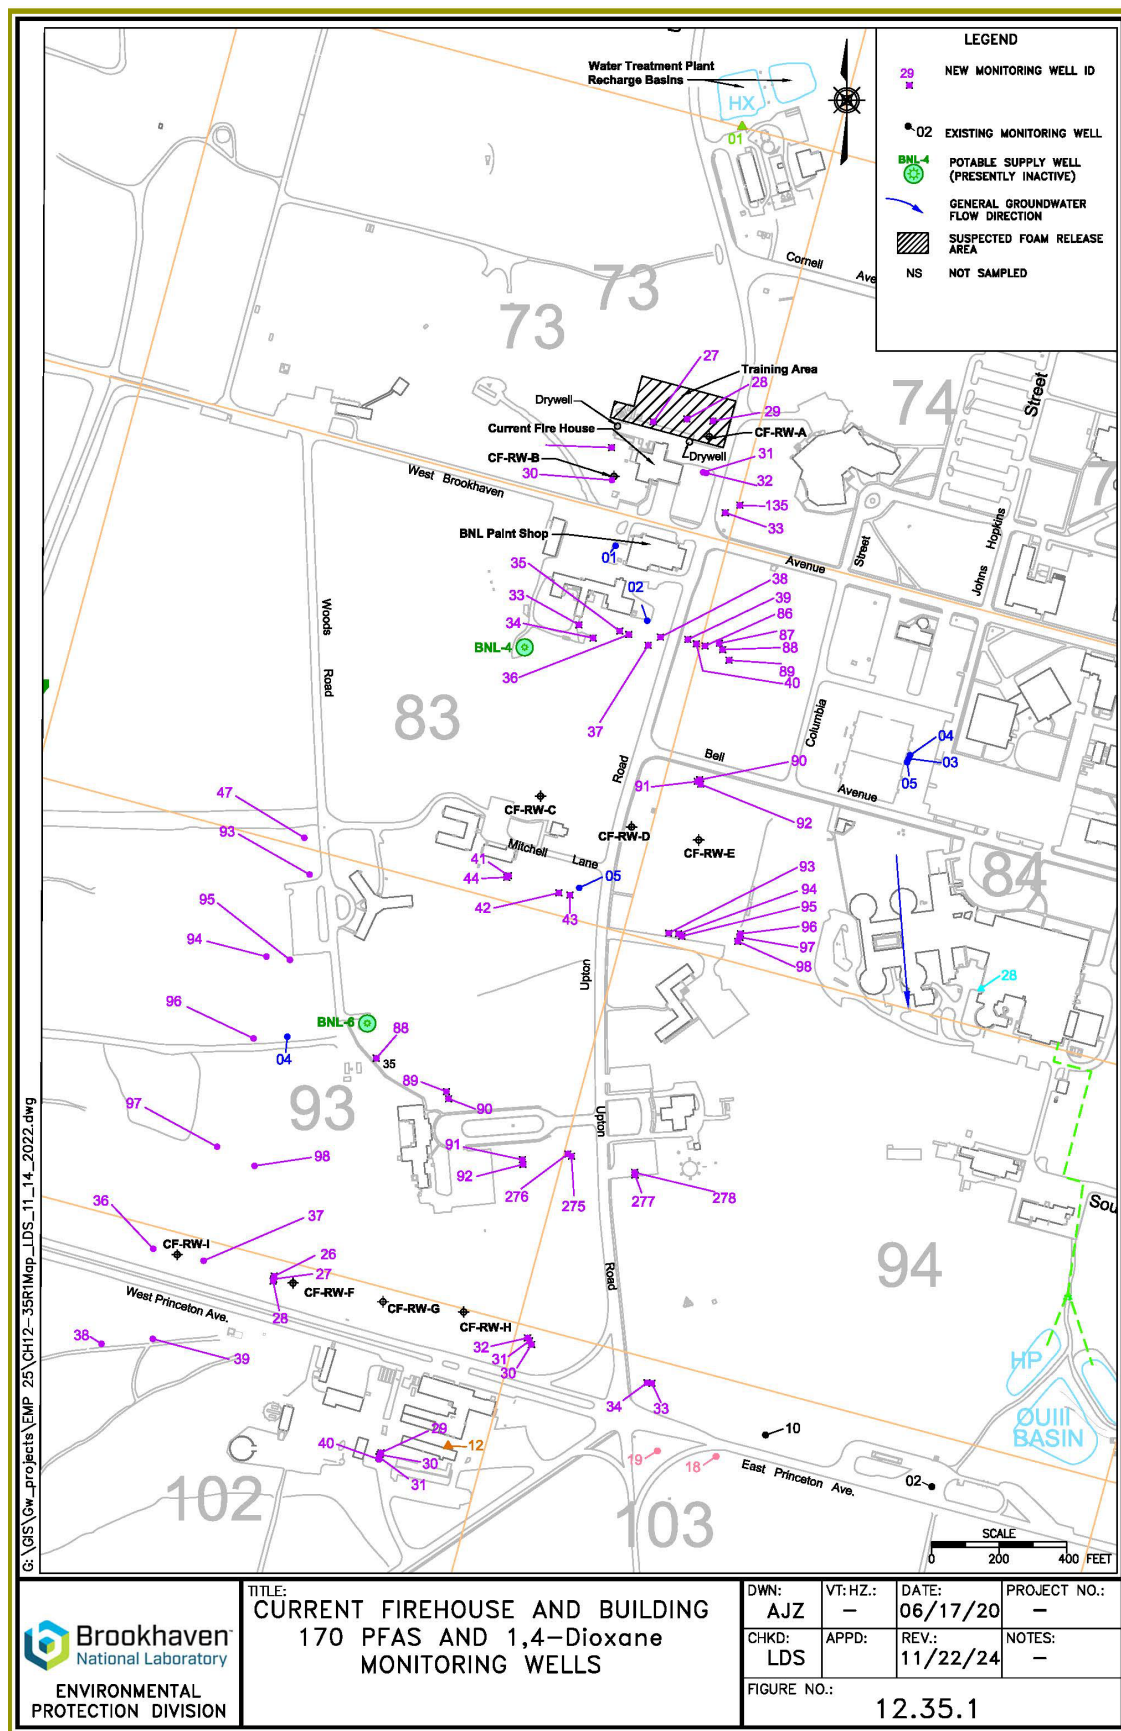 LEGEND
29
NEW MONITORING WELL ID
02 EXISTING MONITORING WELL
BNL-4
POTABLE SUPPLY WELL
(PRESENTLY INACTIVE)
GENERAL GROUNDWATER
FLOW DIRECTION
SUSPECTED FOAM RELEASE
AREA
NS NOT SAMPLED
Water Treatment Plant
Recharge Basins
HX
01
Cornell Ave
73
73
74
Street
27
Training Area
28
Drywell
29
Current Fire House
CF-RW-A
Drywell
CF-RW-B
31
30
32
West Brookhaven
135
33
BNL Paint Shop
01
Avenue
Street
Johns Hopkins
35
38
02
39
33
86
34
87
88
BNL-4
89
36
40
37
Woods Road
83
Columbia
04
03
05
Road
Bell
Avenue
90
91
92
47
CF-RW-C
CF-RW-D
CF-RW-E
93
Mitchell Lane
41
44
05
42
43
84
93
94
95
96
97
98
95
94
Upton
28
96
BNL-6
88
04
35
93
89
90
97
Upton
98
91
92
276
275
277
278
Sou
36
37
CF-RW-I
26
27
CF-RW-F
28
94
West Princeton Ave.
CF-RW-G
CF-RW-H
Road
38
39
32
31
30
HP
34
33
OUIII
BASIN
29
40
12
30
31
10
19
18
East Princeton Ave.
02
102
103
SCALE
0 200 400 FEET
G:\GIS\Gw_projects\EMP 25\CH12-35R1Map_LDS_11_14_2022.dwg
Brookhaven
National Laboratory
ENVIRONMENTAL
PROTECTION DIVISION
TITLE:
CURRENT FIREHOUSE AND BUILDING
170 PFAS AND 1,4-Dioxane
MONITORING WELLS
DWN: VT:HZ.: DATE: PROJECT NO.:
AJZ - 06/17/20 -
CHKD: APPD: REV.: NOTES:
LDS 11/22/24 -
FIGURE NO.:
12.35.1